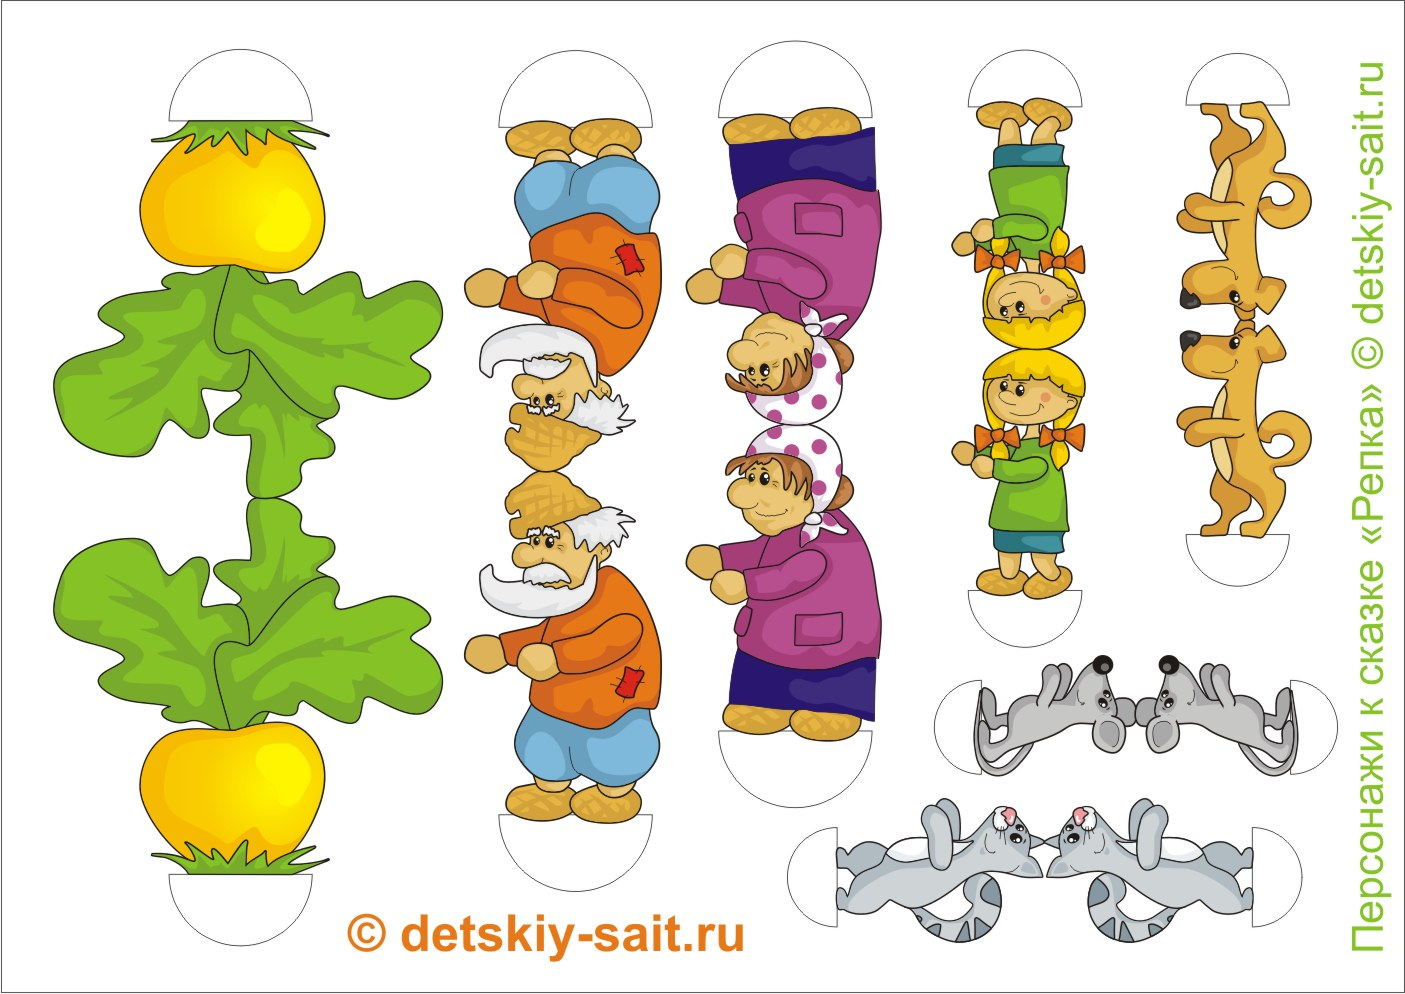 © detskiy-sait.ru
Персонажи к сказке «Репка» © detskiy-sait.ru